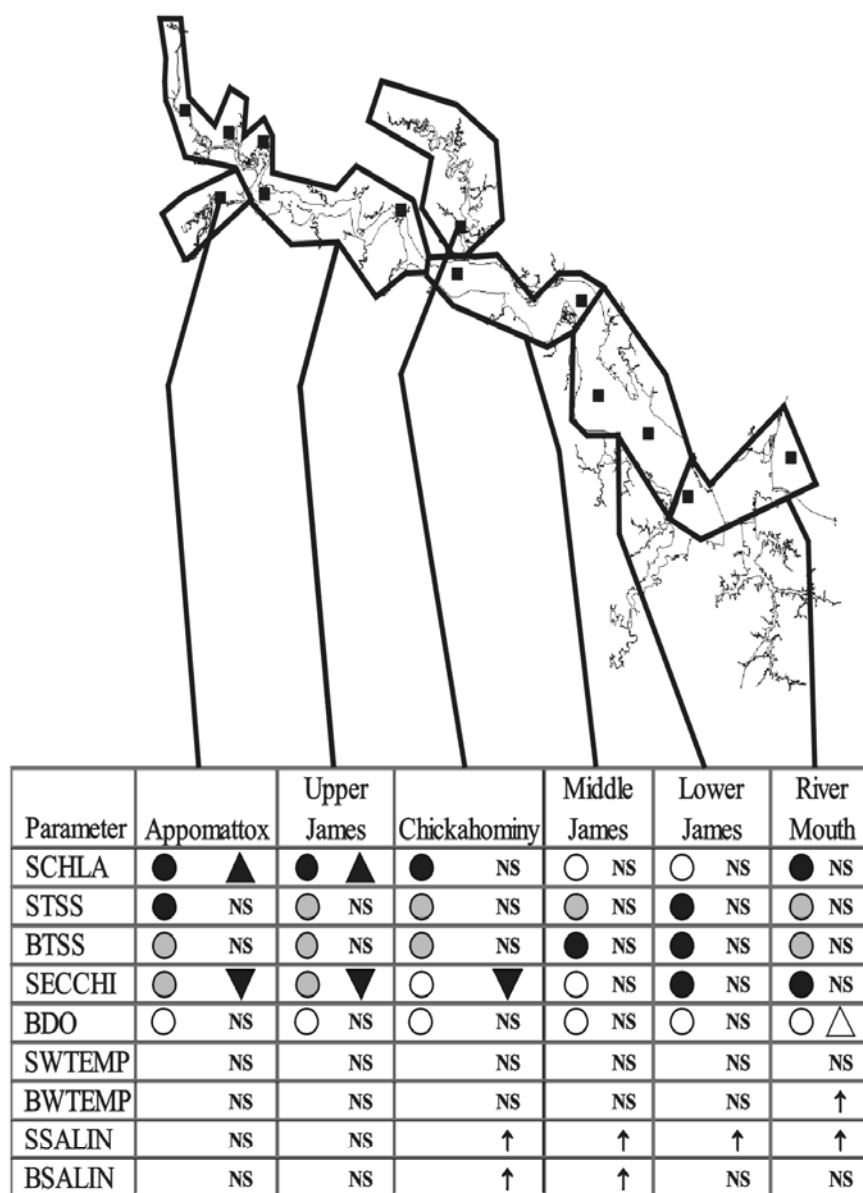 Parameter Appomattox Upper James Chickahominy Middle James Lower James River Mouth
SCHLA NS NS NS NS
STSS NS NS NS NS NS NS
BTSS NS NS NS NS NS NS
SECCHI NS NS NS
BDO NS NS NS NS NS
SWTEMP NS NS NS NS NS NS
BWTEMP NS NS NS NS NS ↑
SSALIN NS NS ↑ ↑ ↑ ↑
BSALIN NS NS ↑ ↑ NS NS